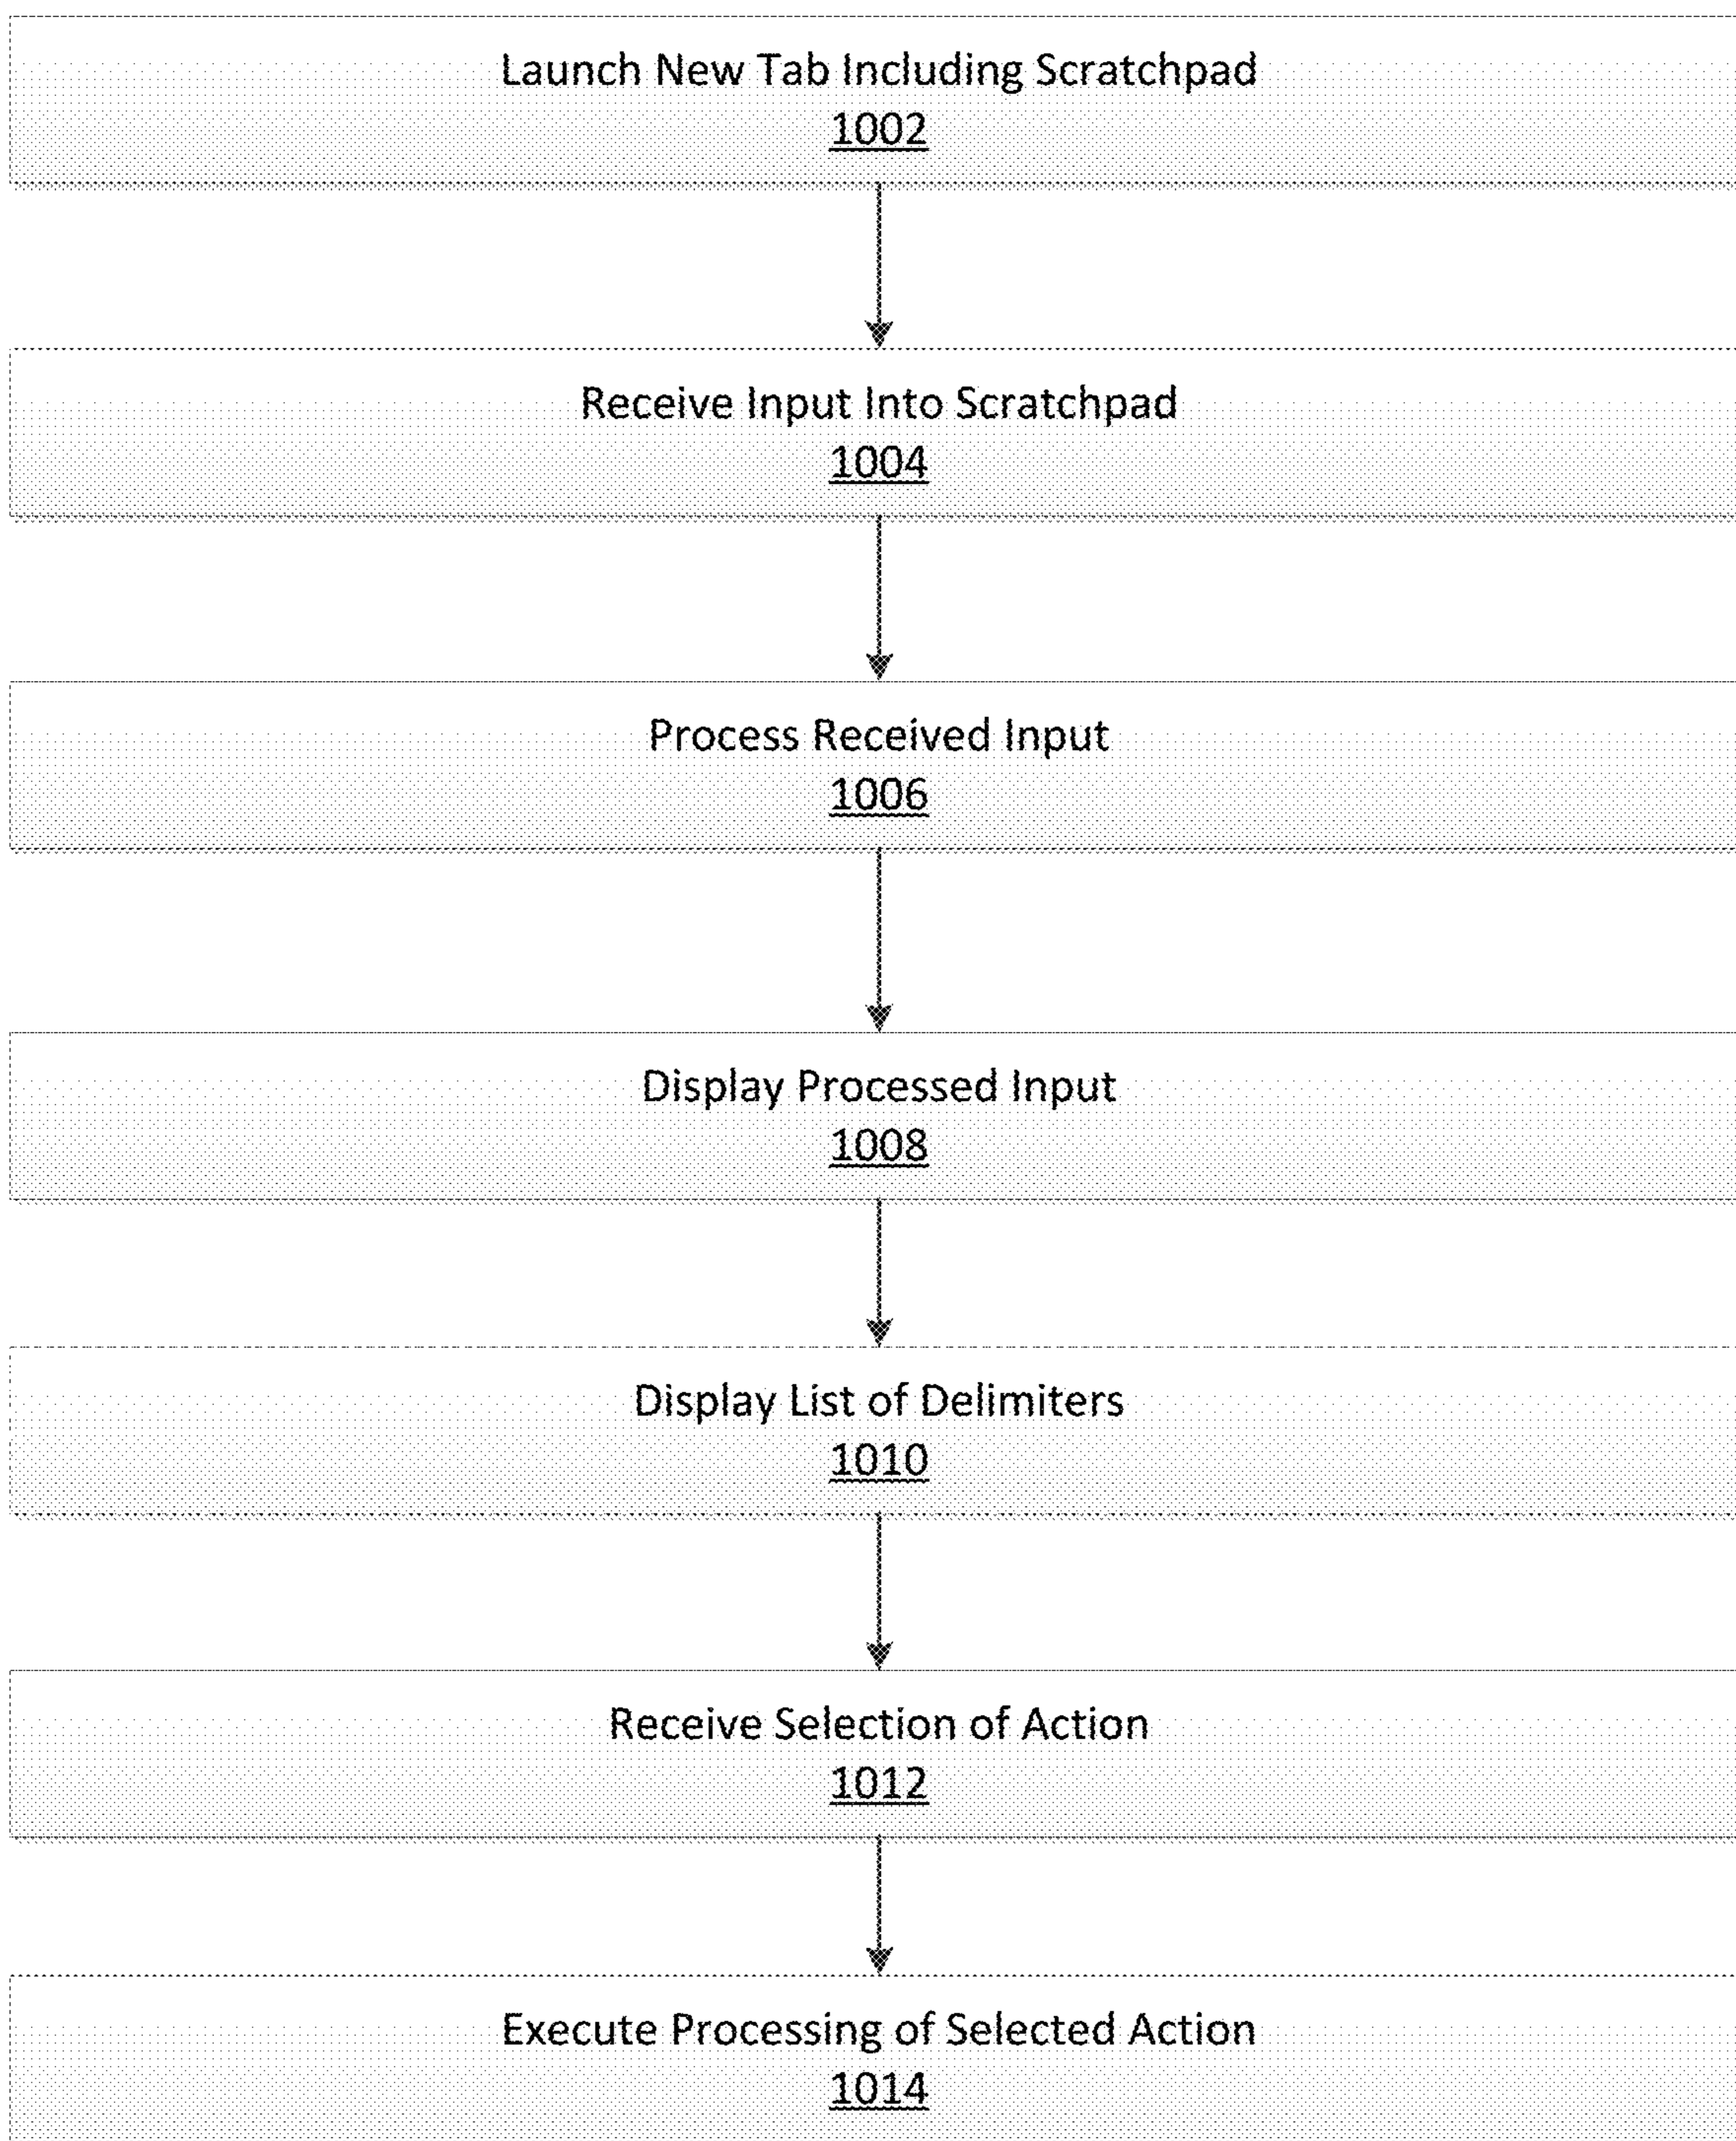 Launch New Tab Including Scratchpad
1002
Receive Input Into Scratchpad
1004
Process Received Input
1006
Display Processed Input
1008
Display List of Delimiters
1010
Receive Selection of Action
1012
Execute Processing of Selected Action
1014